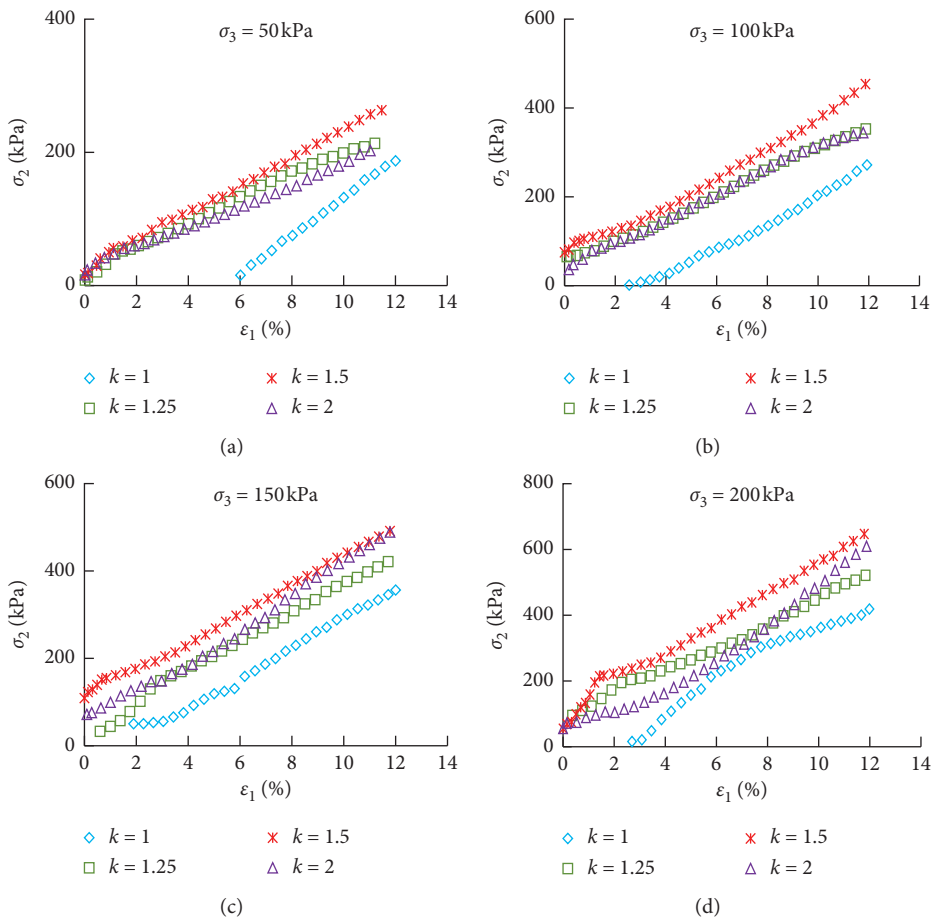 σ3 = 50 kPa
400
200
0
σ2 (kPa)
0 2 4 6 8 10 12 14
ε1 (%)
k = 1 k = 1.5
k = 1.25 k = 2
(a)
σ3 = 100 kPa
600
400
200
0
σ2 (kPa)
0 2 4 6 8 10 12 14
ε1 (%)
k = 1 k = 1.5
k = 1.25 k = 2
(b)
σ3 = 150 kPa
600
400
200
0
σ2 (kPa)
0 2 4 6 8 10 12 14
ε1 (%)
k = 1 k = 1.5
k = 1.25 k = 2
(c)
σ3 = 200 kPa
800
600
400
200
0
σ2 (kPa)
0 2 4 6 8 10 12 14
ε1 (%)
k = 1 k = 1.5
k = 1.25 k = 2
(d)